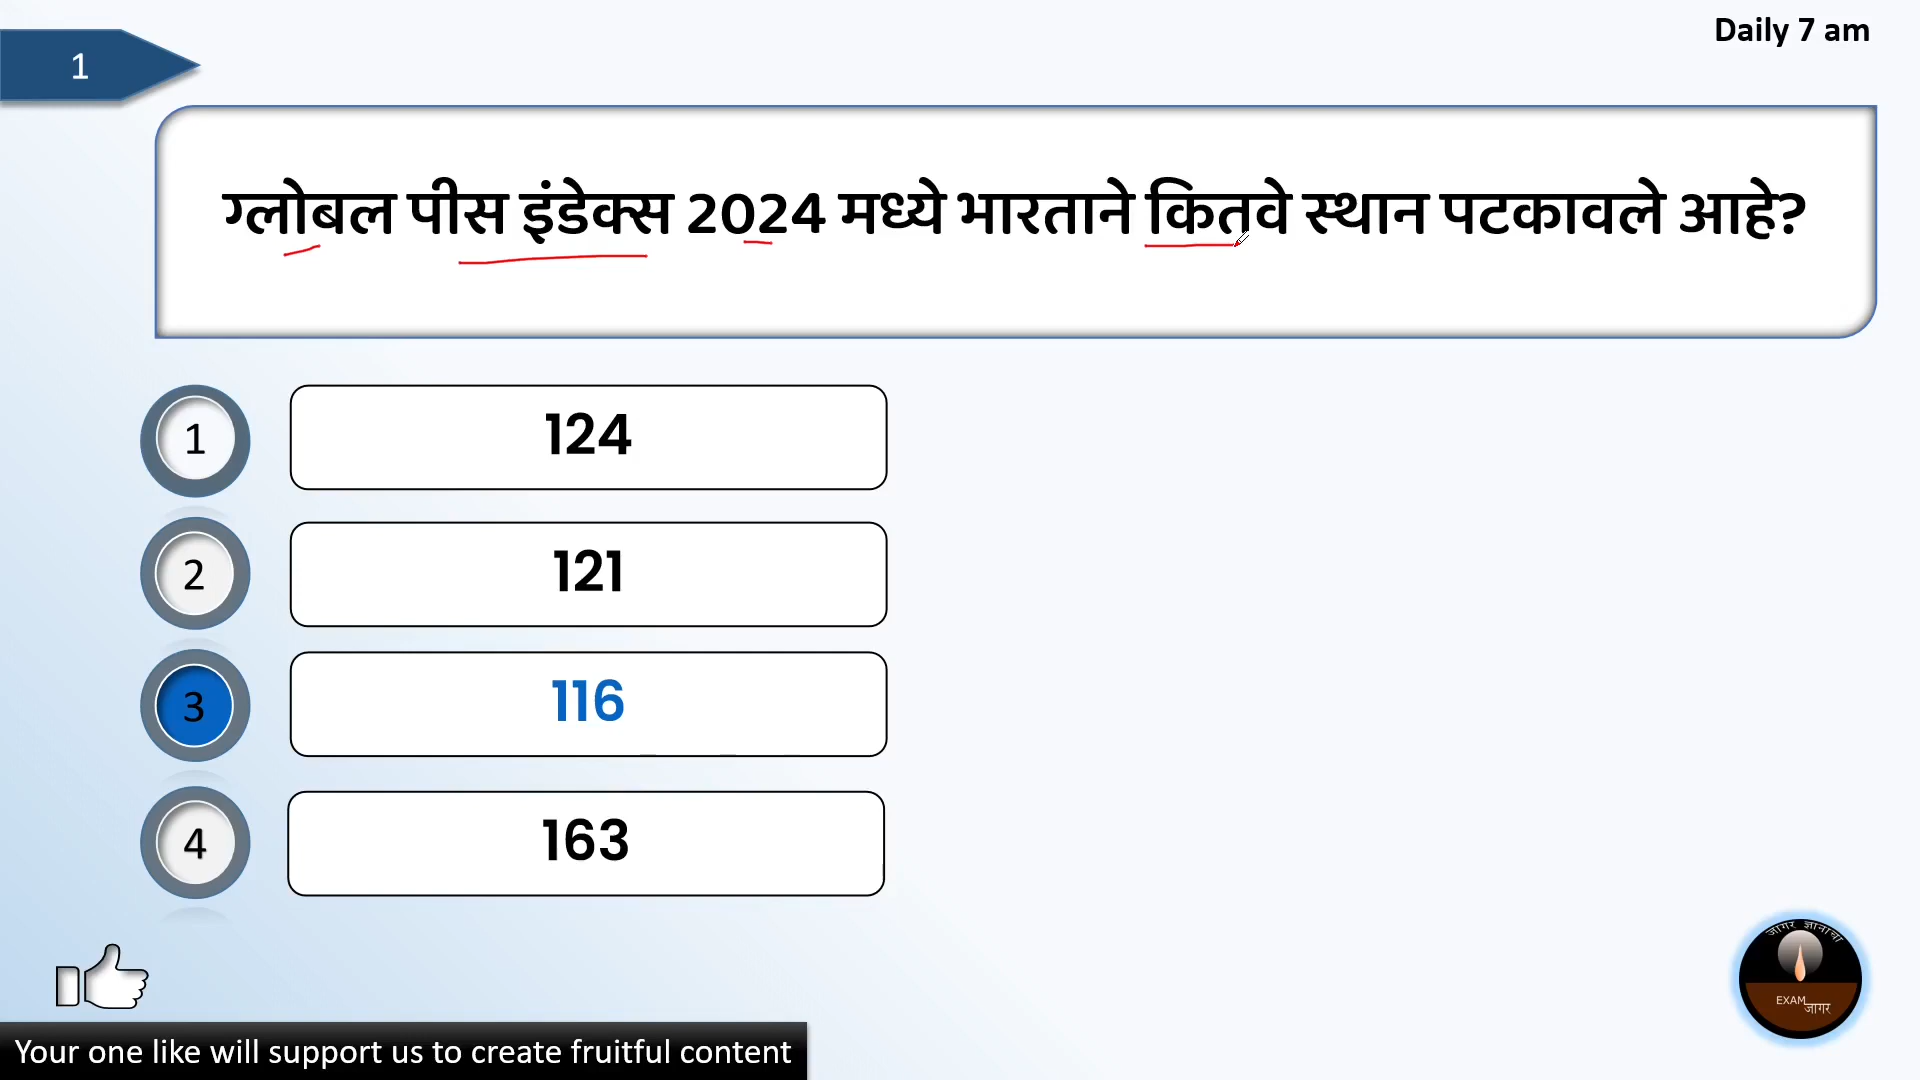 Daily 7 am
1
ग्लोबल पीस इंडेक्स 2024 मध्ये भारताने कितवे स्थान पटकावले आहे?
1
124
2
121
3
116
4
163
जागर ज्ञानाचा
EXAM जागर
Your one like will support us to create fruitful content